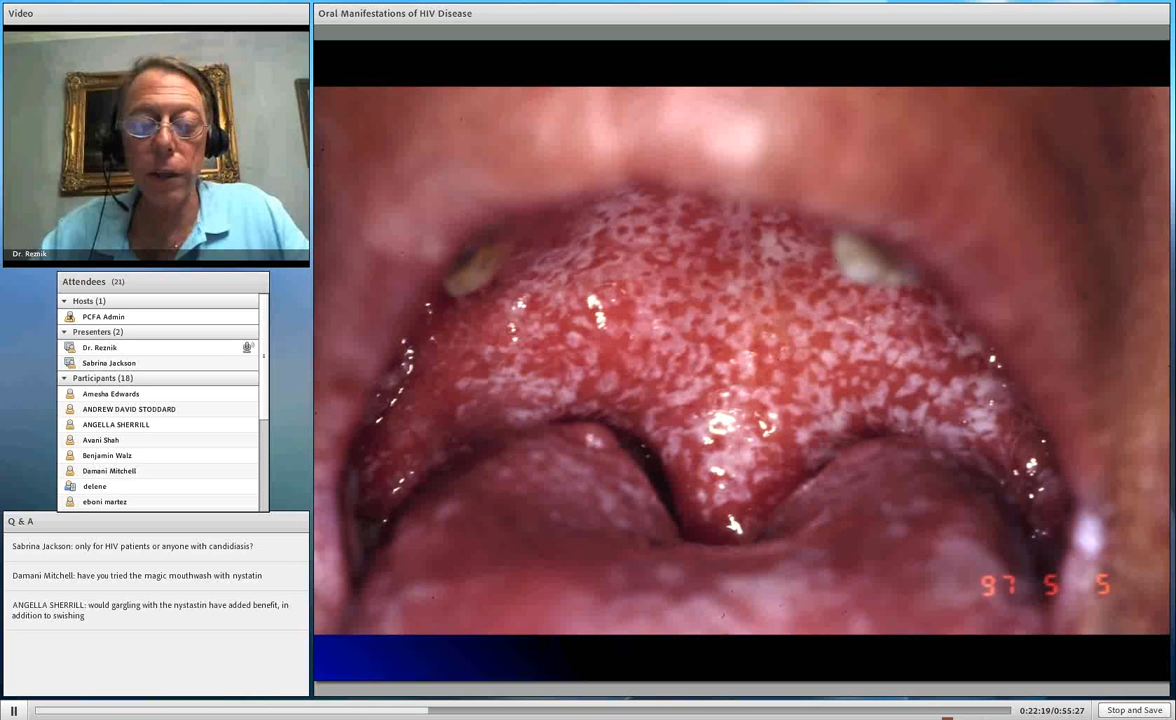 Video
Oral Manifestations of HIV Disease
Dr. Reznik
Attendees (21)
Hosts (1)
PCFA Admin
Presenters (2)
Dr. Reznik
Sabrina Jackson
Participants (18)
Amesha Edwards
ANDREW DAVID STODDARD
ANGELLA SHERRILL
Avani Shah
Benjamin Walz
Damani Mitchell
delene
eboni martez
Q & A
Sabrina Jackson: only for HIV patients or anyone with candidiasis?
Damani Mitchell: have you tried the magic mouthwash with nystatin
ANGELLA SHERRILL: would gargling with the nystastin have added benefit, in
addition to swishing
97 5 5
0:22:19/0:55:27
Stop and Save